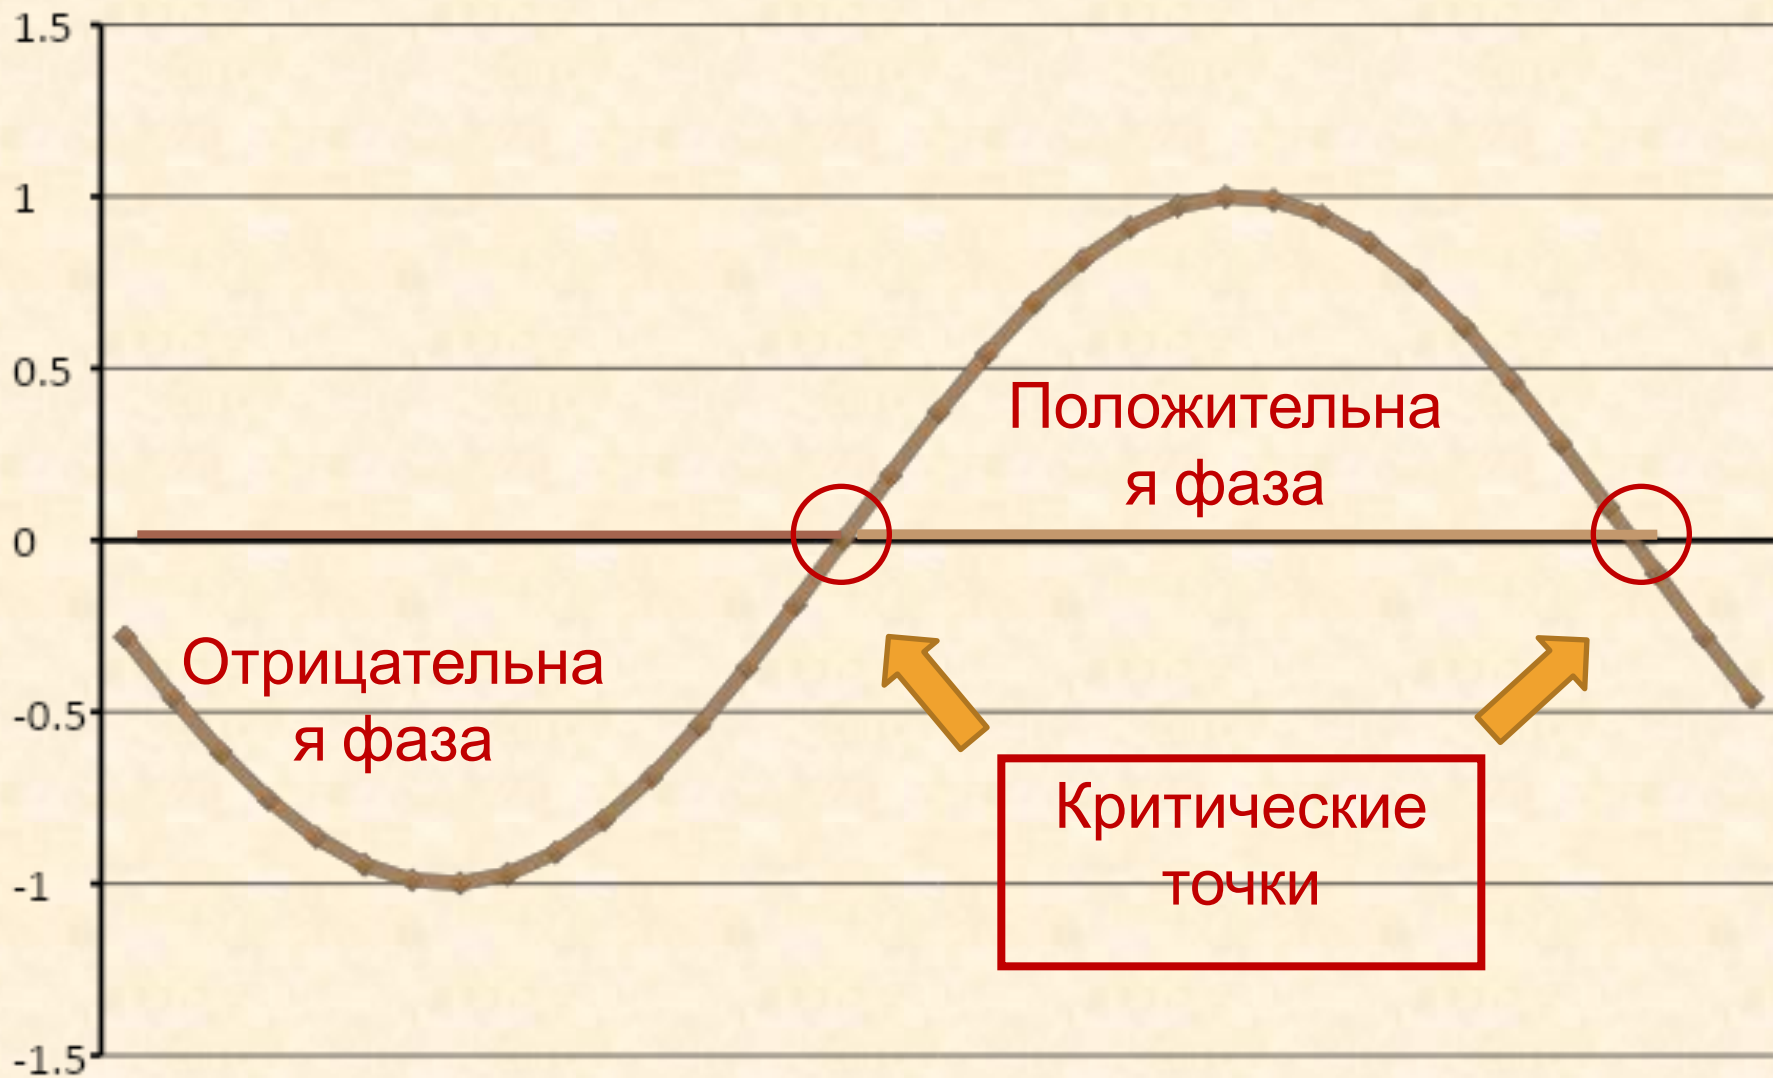 1.5
1
0.5
Положительна
я фаза
0
Отрицательна
я фаза
-0.5
Критические
точки
-1
-1.5